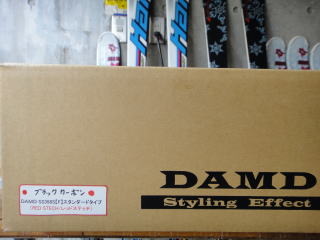 ブラック カーボン
DAMD SS358S[F]スタンダードタイプ
(RED STECH/レッドステッチ)
DAMD
Styling Effect